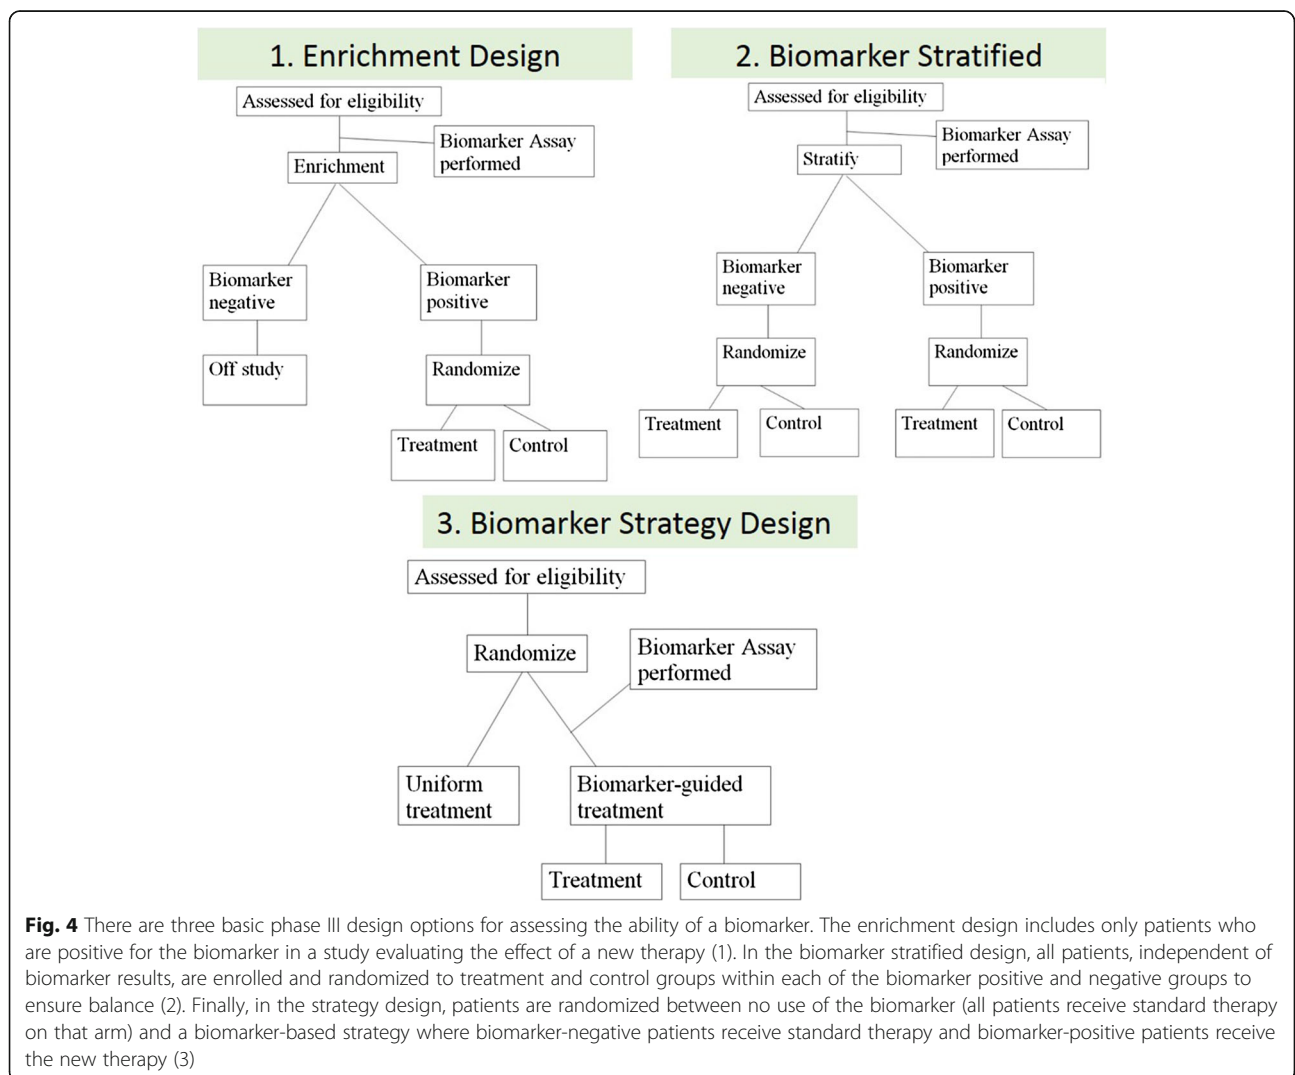 1. Enrichment Design
Assessed for eligibility
Biomarker Assay
performed
Enrichment
Biomarker
negative
Biomarker
positive
Off study
Randomize
Treatment
Control
2. Biomarker Stratified
Assessed for eligibility
Biomarker Assay
performed
Stratify
Biomarker
negative
Biomarker
positive
Randomize
Randomize
Treatment
Control
Treatment
Control
3. Biomarker Strategy Design
Assessed for eligibility
Randomize
Biomarker Assay
performed
Uniform
treatment
Biomarker-guided
treatment
Treatment
Control
Fig. 4 There are three basic phase III design options for assessing the ability of a biomarker. The enrichment design includes only patients who
are positive for the biomarker in a study evaluating the effect of a new therapy (1). In the biomarker stratified design, all patients, independent of
biomarker results, are enrolled and randomized to treatment and control groups within each of the biomarker positive and negative groups to
ensure balance (2). Finally, in the strategy design, patients are randomized between no use of the biomarker (all patients receive standard therapy
on that arm) and a biomarker-based strategy where biomarker-negative patients receive standard therapy and biomarker-positive patients receive
the new therapy (3)